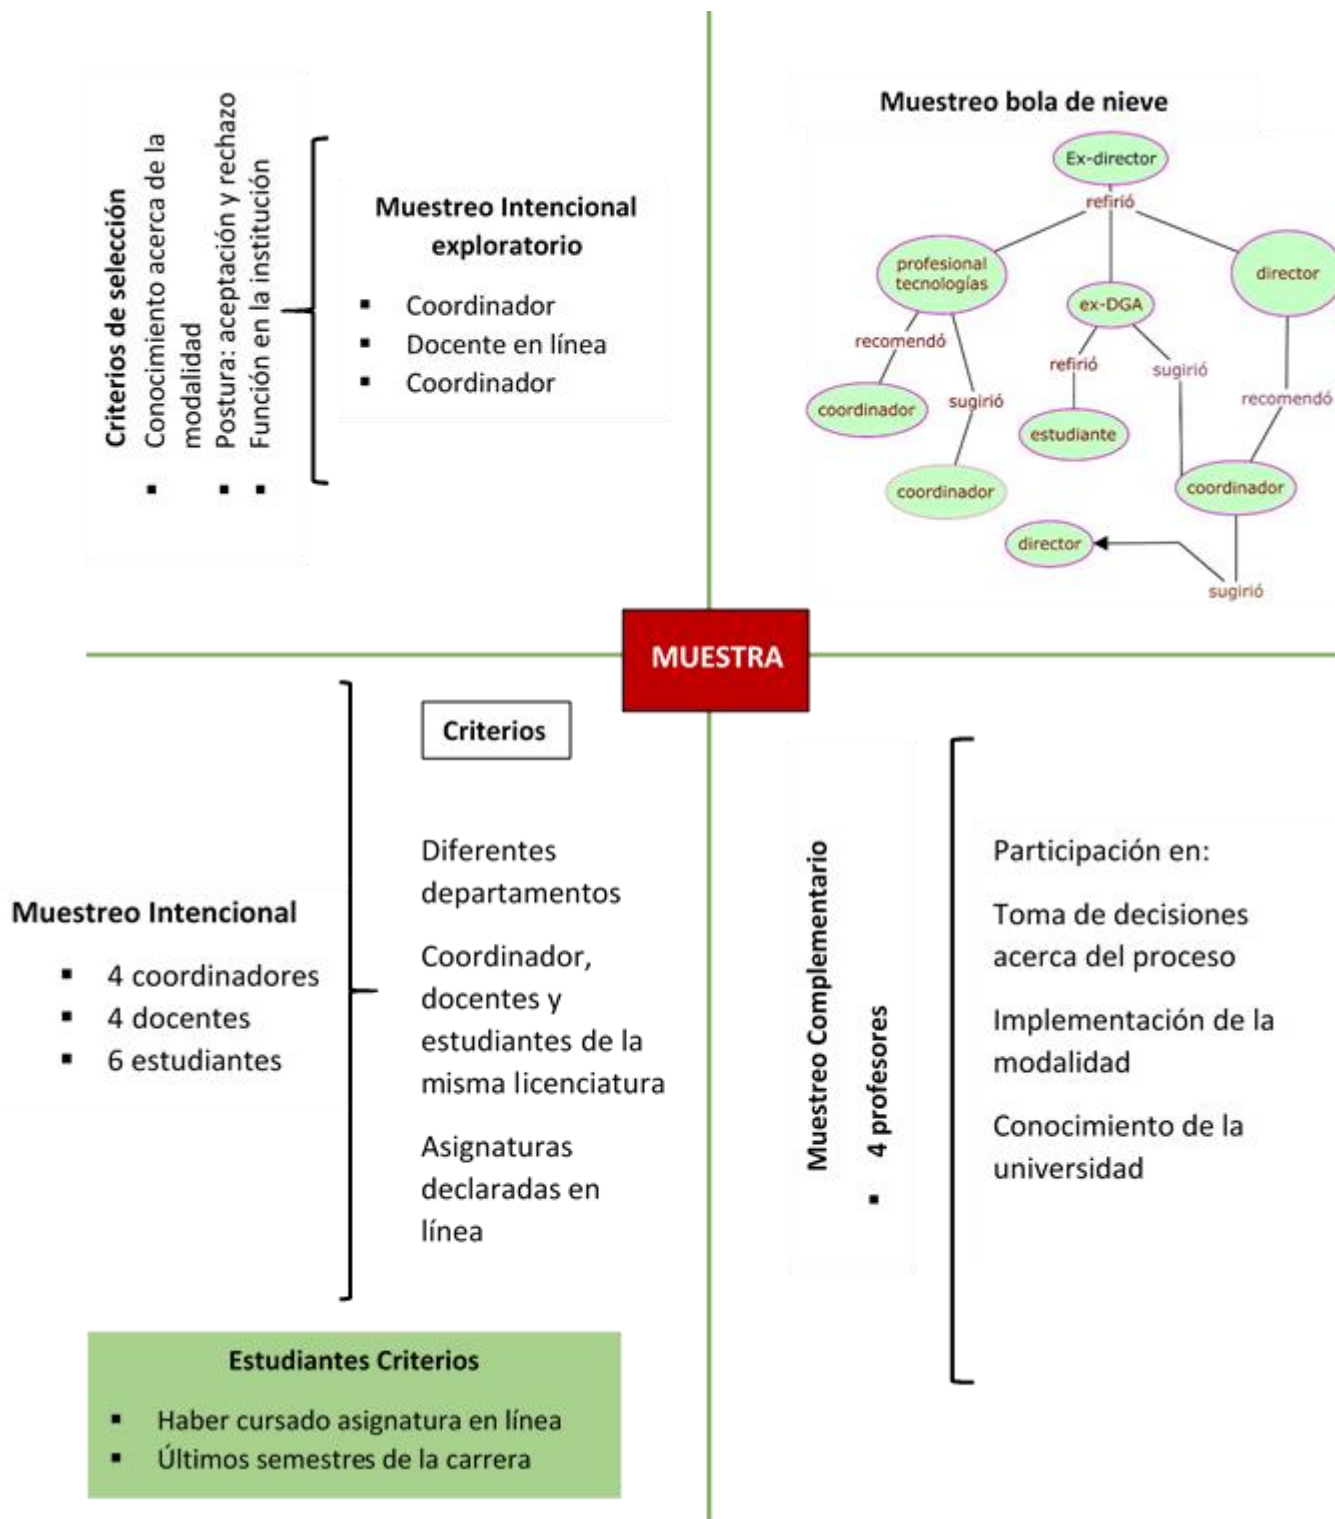 Criterios de selección
▪ Conocimiento acerca de la
modalidad
▪ Postura: aceptación y rechazo
▪ Función en la institución
Muestreo Intencional
exploratorio
▪ Coordinador
▪ Docente en línea
▪ Coordinador
Muestreo bola de nieve
Ex-director
refirió
profesional
tecnologías
ex-DGA
director
recomendó
sugirió
refirió
sugirió
recomendó
coordinador
coordinador
estudiante
coordinador
director
sugirió
MUESTRA
Muestreo Intencional
▪ 4 coordinadores
▪ 4 docentes
▪ 6 estudiantes
Criterios
Diferentes
departamentos
Coordinador,
docentes y
estudiantes de la
misma licenciatura
Asignaturas
declaradas en
línea
Estudiantes Criterios
▪ Haber cursado asignatura en línea
▪ Últimos semestres de la carrera
Muestreo Complementario
▪ 4 profesores
Participación en:
Toma de decisiones
acerca del proceso
Implementación de la
modalidad
Conocimiento de la
universidad